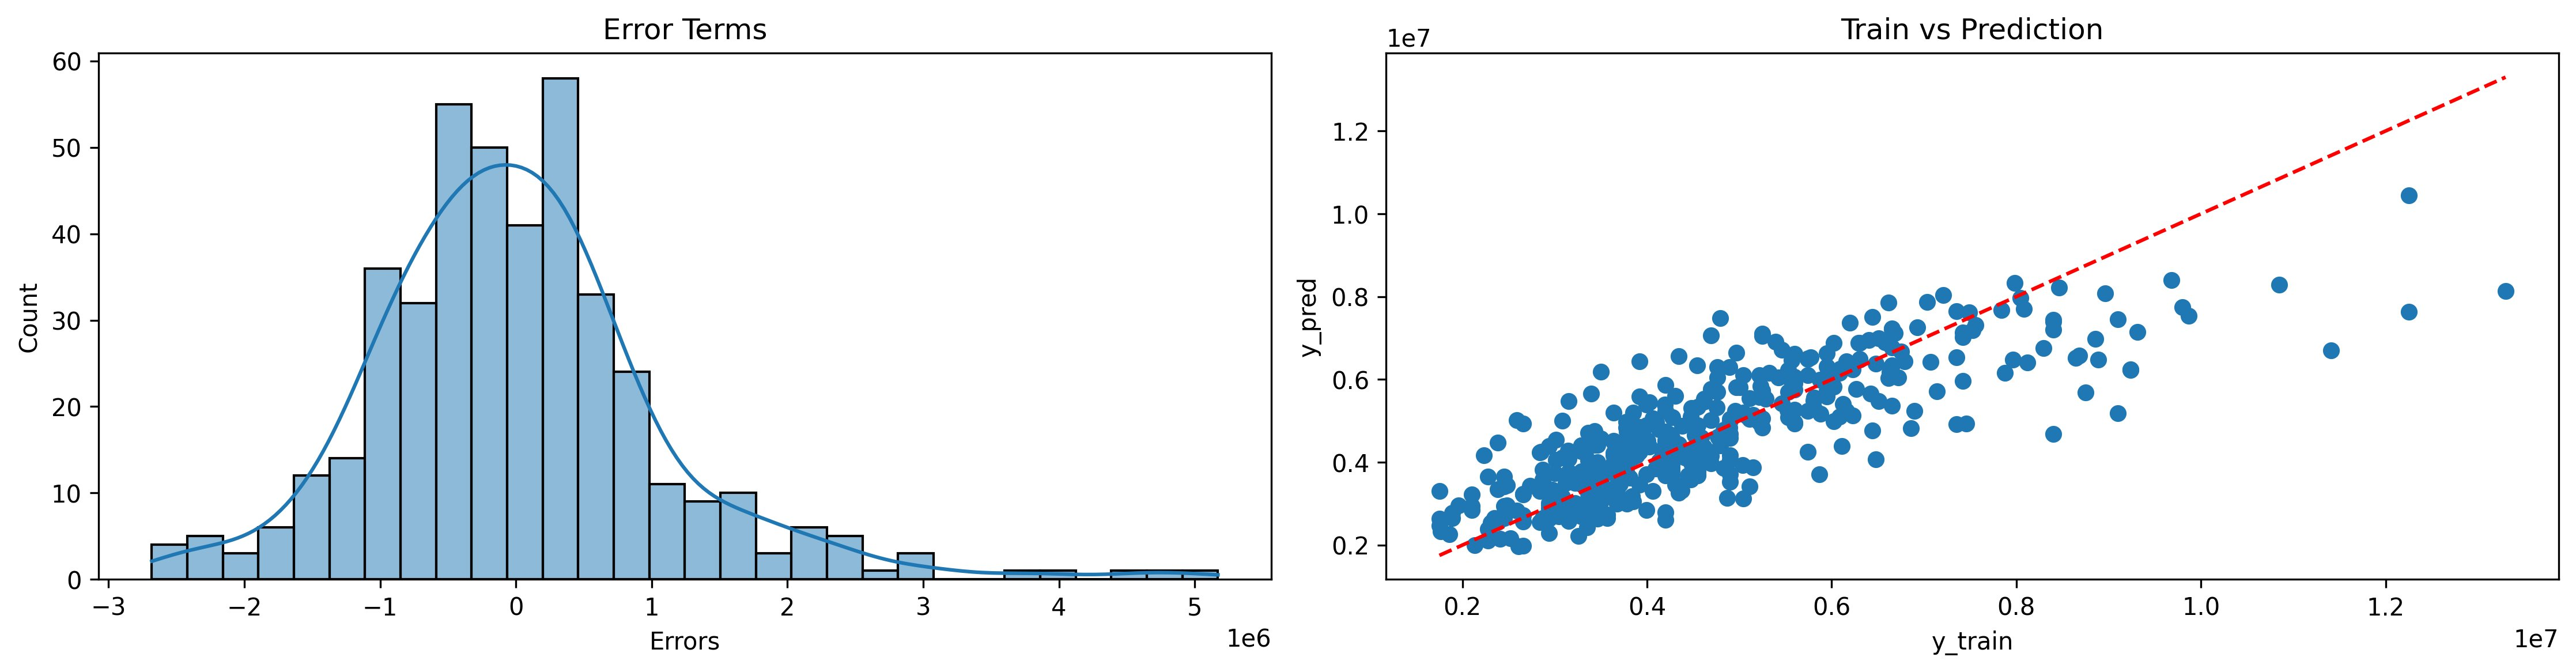 Error Terms
60
50
40
30
20
10
0
Count
−3 −2 −1 0 1 2 3 4 5
1e6
Errors
Train vs Prediction
1e7
1.2
1.0
0.8
0.6
0.4
0.2
y_pred
0.2 0.4 0.6 0.8 1.0 1.2
1e7
y_train